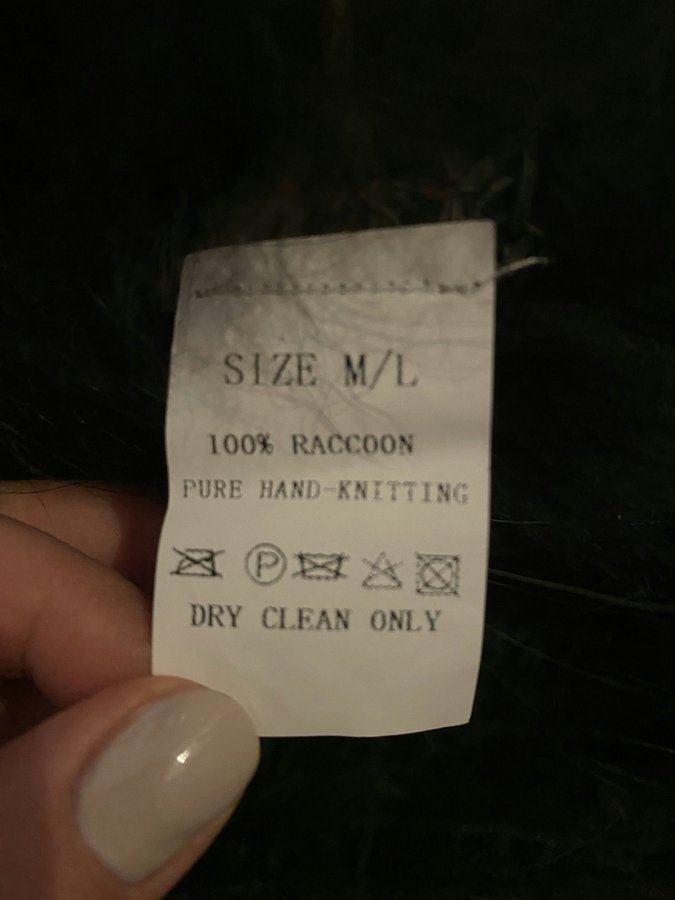 SIZE M/L
100% RACCOON
PURE HAND-KNITTING
P
DRY CLEAN ONLY